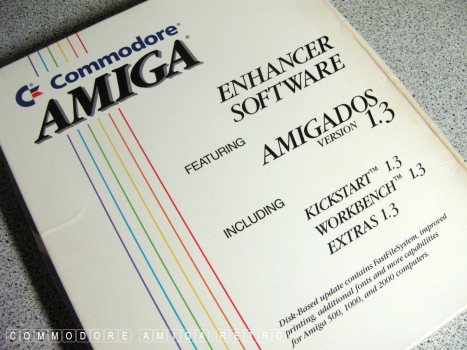 Commodore®
AMIGA®
ENHANCER
SOFTWARE
FEATURING
AMIGADOS
VERSION 1.3
INCLUDING
KICKSTART™ 1.3
WORKBENCH™ 1.3
EXTRAS 1.3
Disk-Based update contains FastFileSystem, improved
printing, additional fonts and more capabilities
for Amiga 500, 1000, and 2000 computers.
COMMODORE AMIGA RETRO